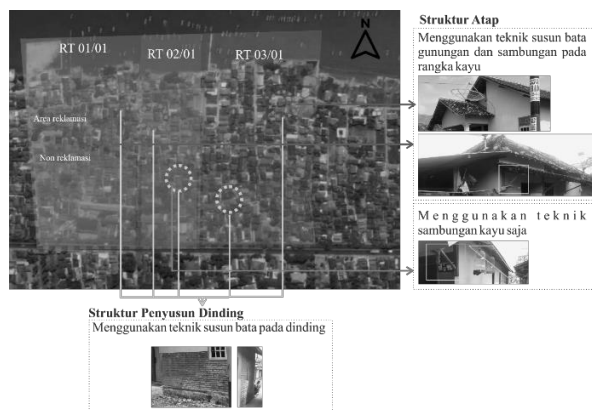 Struktur Atap
Menggunakan teknik susun bata
gunungan dan sambungan pada
rangka kayu
N
RT 01/01
RT 02/01
RT 03/01
Area reklamasi
Non reklamasi
Menggunakan teknik
sambungan kayu saja
Struktur Penyusun Dinding
Menggunakan teknik susun bata pada dinding